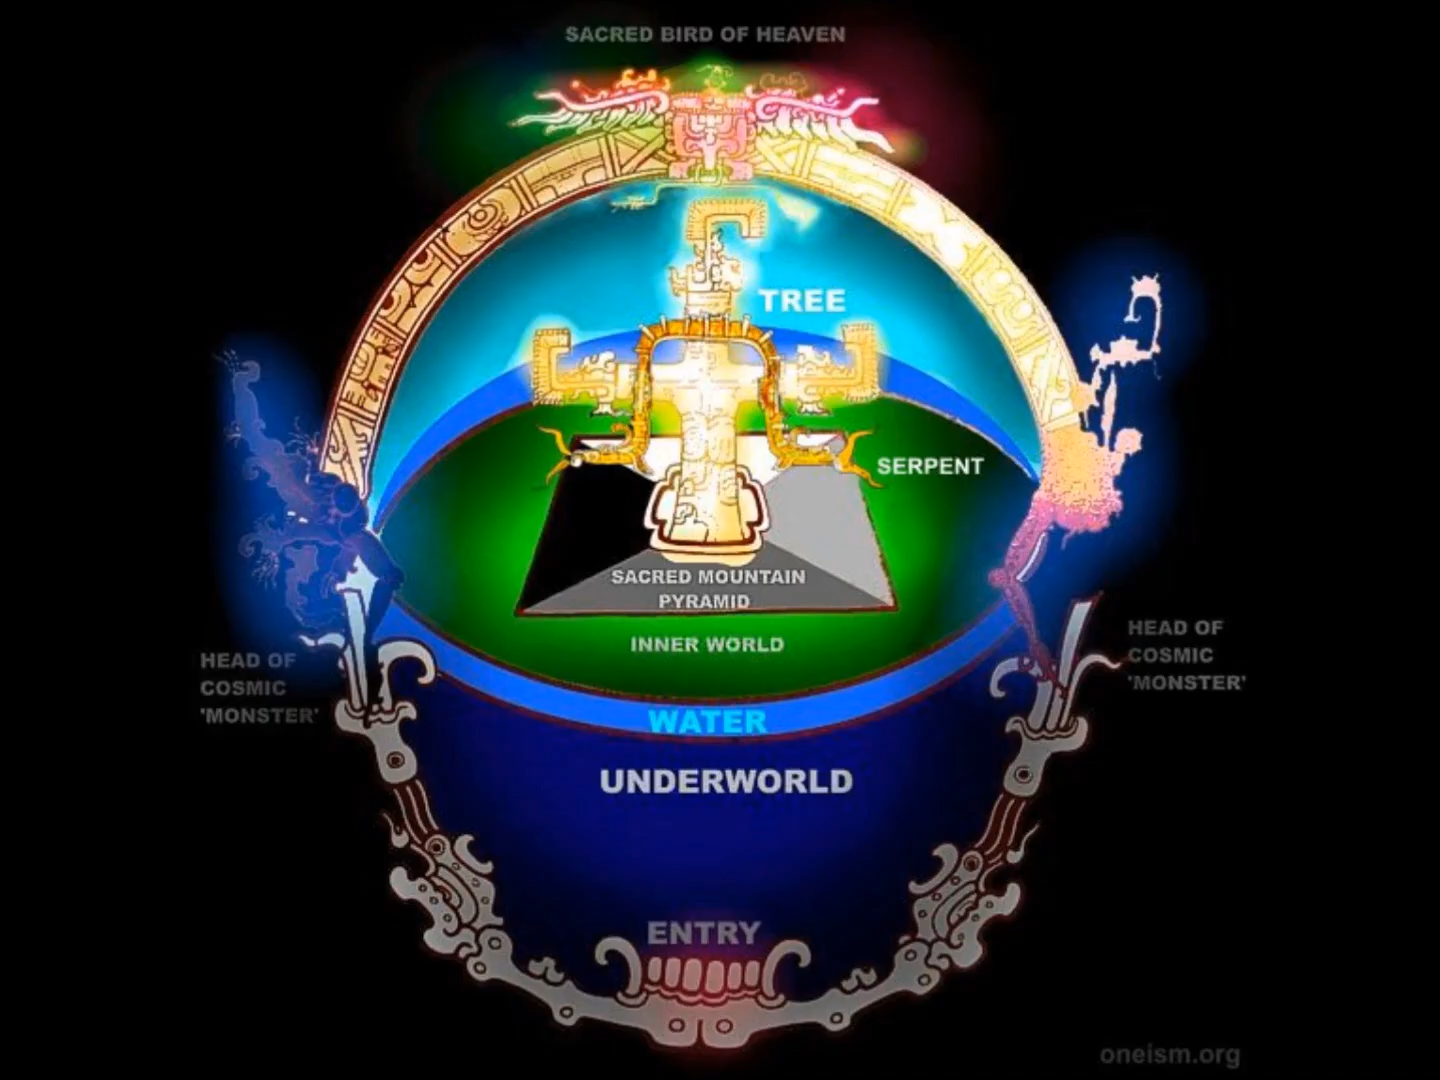 SACRED BIRD OF HEAVEN
TREE
SERPENT
SACRED MOUNTAIN
PYRAMID
INNER WORLD
HEAD OF
COSMIC
'MONSTER'
HEAD OF
COSMIC
'MONSTER'
WATER
UNDERWORLD
ENTRY
oneism.org